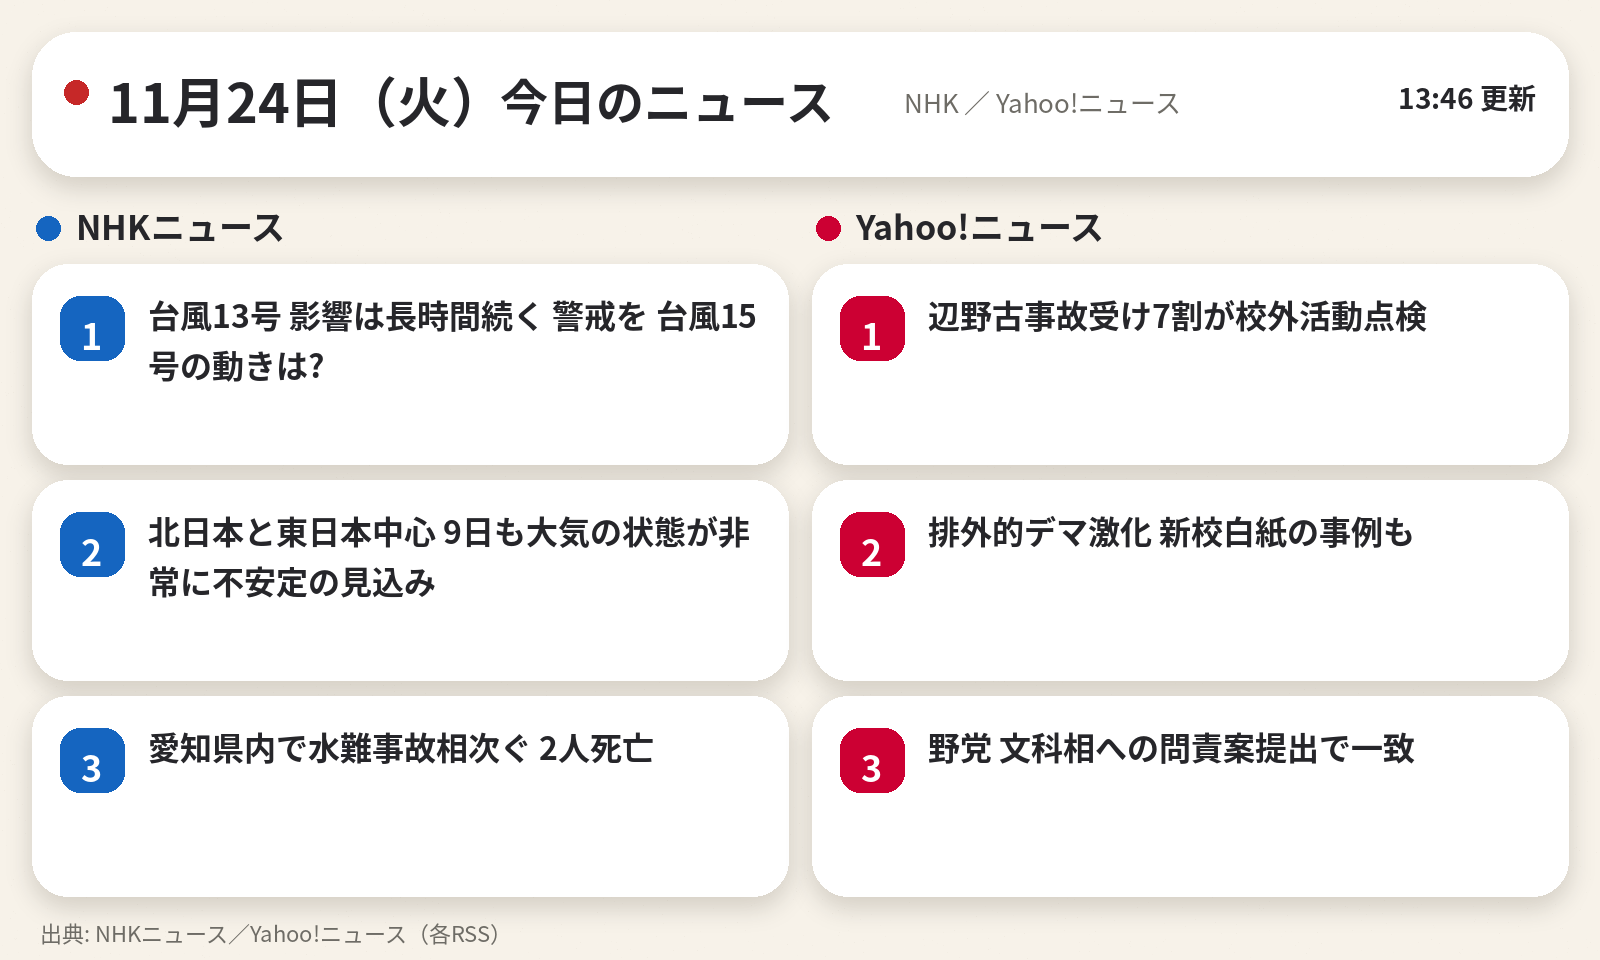 11月24日（火）今日のニュース
NHK ／ Yahoo!ニュース
13:46 更新
NHKニュース
1
台風13号 影響は長時間続く 警戒を 台風15
号の動きは?
2
北日本と東日本中心 9日も大気の状態が非
常に不安定の見込み
3
愛知県内で水難事故相次ぐ 2人死亡
Yahoo!ニュース
1
辺野古事故受け7割が校外活動点検
2
排外的デマ激化 新校白紙の事例も
3
野党 文科相への問責案提出で一致
出典: NHKニュース／Yahoo!ニュース（各RSS）